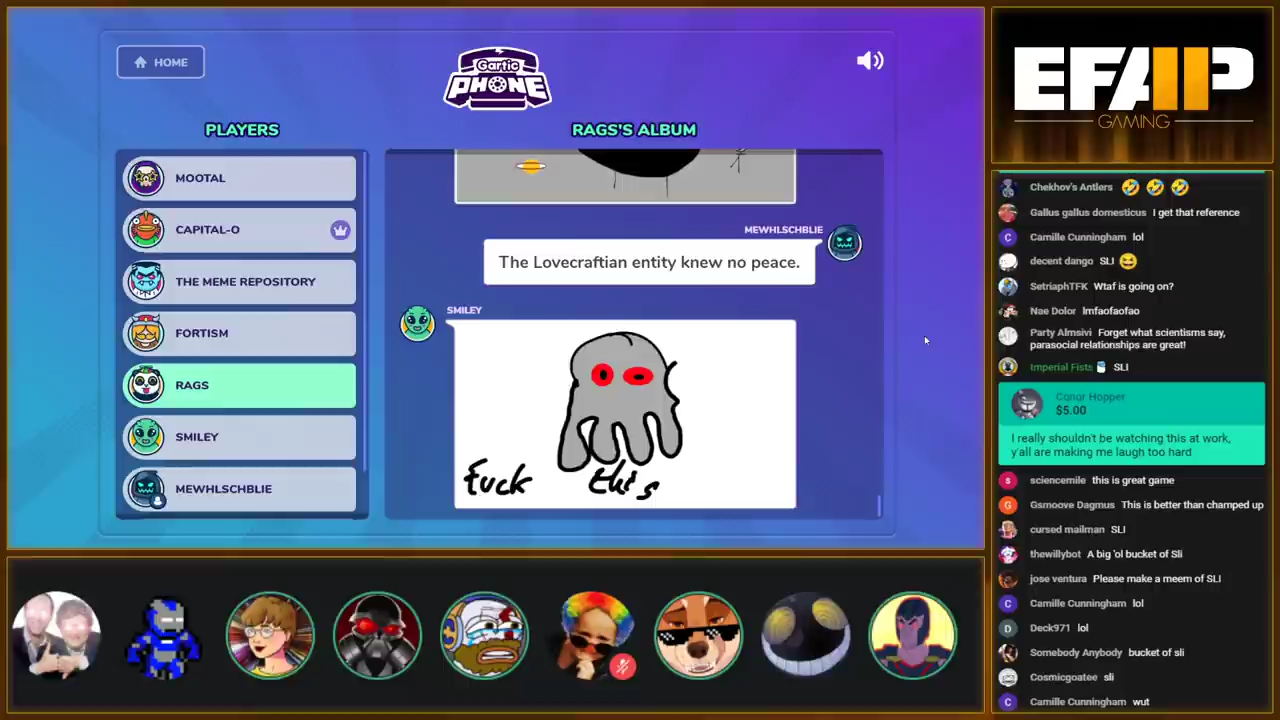 HOME
Gartic
PHONE
PLAYERS
MOOTAL
CAPITAL-O
THE MEME REPOSITORY
FORTISM
RAGS
SMILEY
MEWHLSCHBLIE
RAGS'S ALBUM
MEWHLSCHBLIE
The Lovecraftian entity knew no peace.
SMILEY
Fuck this
EFAP
GAMING
Chekhov's Antlers 🤣 🤣 🤣
Gallus gallus domesticus I get that reference
C Camille Cunningham lol
decent dango SLI 😆
SetriaphTFK Wtaf is going on?
Nae Dolor lmfaofaofao
Party Almsivi Forget what scientisms say,
parasocial relationships are great!
Imperial Fists SLI
Conor Hopper
$5.00
I really shouldn't be watching this at work,
y'all are making me laugh too hard
s sciencemile this is great game
G Gsmoove Dagmus This is better than champed up
cursed mailman SLI
thewillybot A big 'ol bucket of Sli
jose ventura Please make a meem of SLI
C Camille Cunningham lol
D Deck971 lol
Somebody Anybody bucket of sli
Cosmicgoatee sli
C Camille Cunningham wut